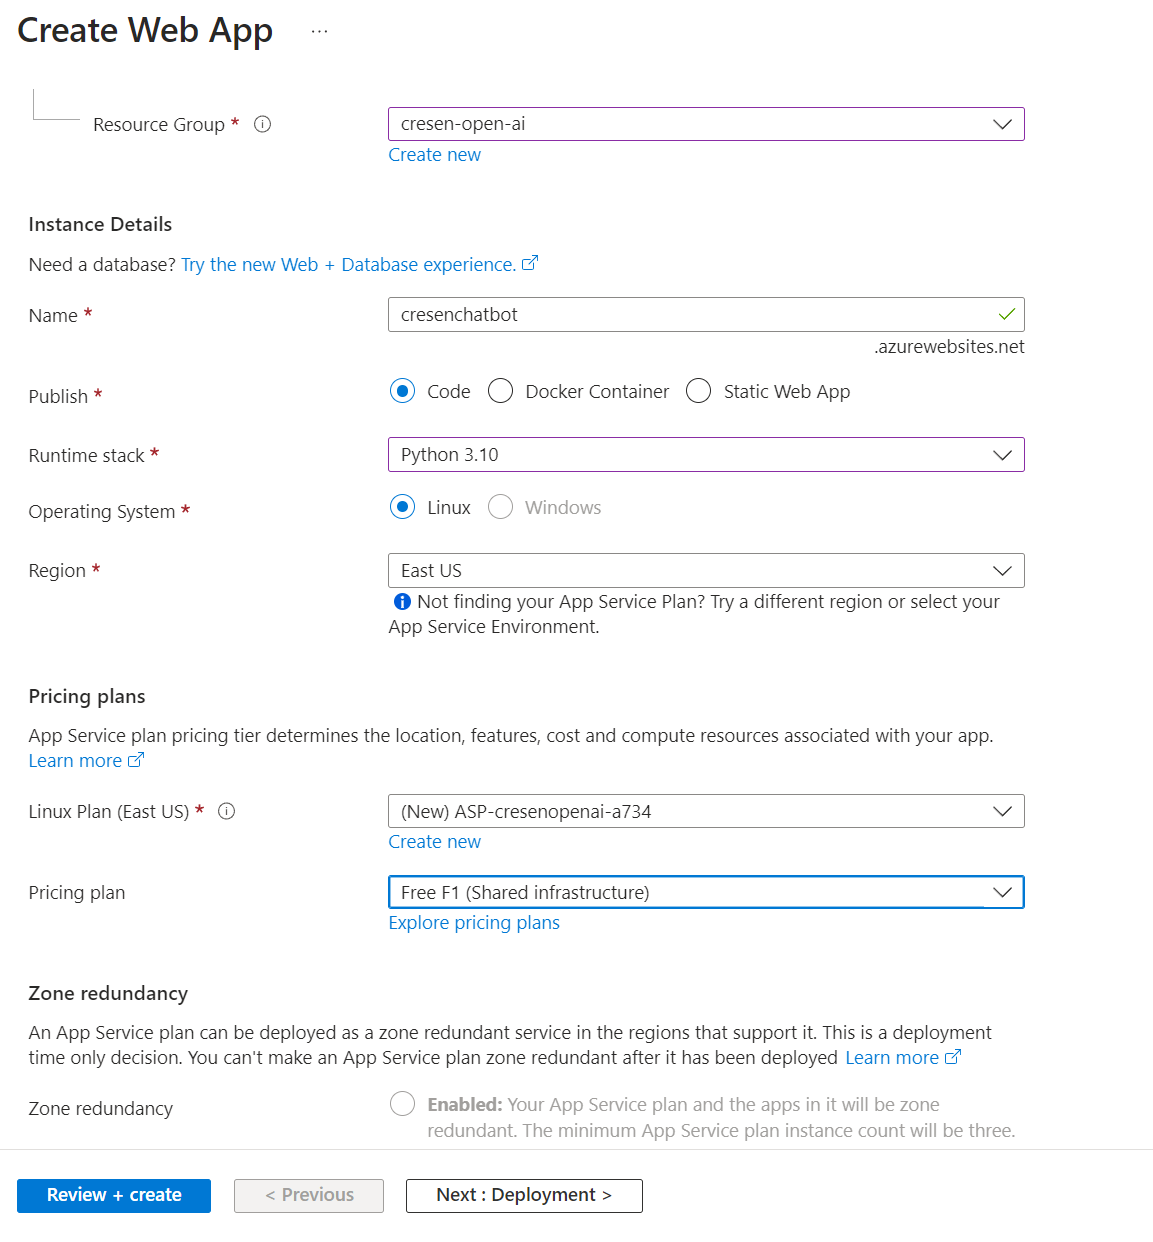 Create Web App ...
Resource Group *
cresen-open-ai
Create new
Instance Details
Need a database? Try the new Web + Database experience.
Name *
cresenchatbot
.azurewebsites.net
Publish *
Code
Docker Container
Static Web App
Runtime stack *
Python 3.10
Operating System *
Linux
Windows
Region *
East US
Not finding your App Service Plan? Try a different region or select your
App Service Environment.
Pricing plans
App Service plan pricing tier determines the location, features, cost and compute resources associated with your app.
Learn more
Linux Plan (East US) *
(New) ASP-cresenopenai-a734
Create new
Pricing plan
Free F1 (Shared infrastructure)
Explore pricing plans
Zone redundancy
An App Service plan can be deployed as a zone redundant service in the regions that support it. This is a deployment
time only decision. You can't make an App Service plan zone redundant after it has been deployed Learn more
Zone redundancy
Enabled: Your App Service plan and the apps in it will be zone
redundant. The minimum App Service plan instance count will be three.
Review + create
< Previous
Next : Deployment >